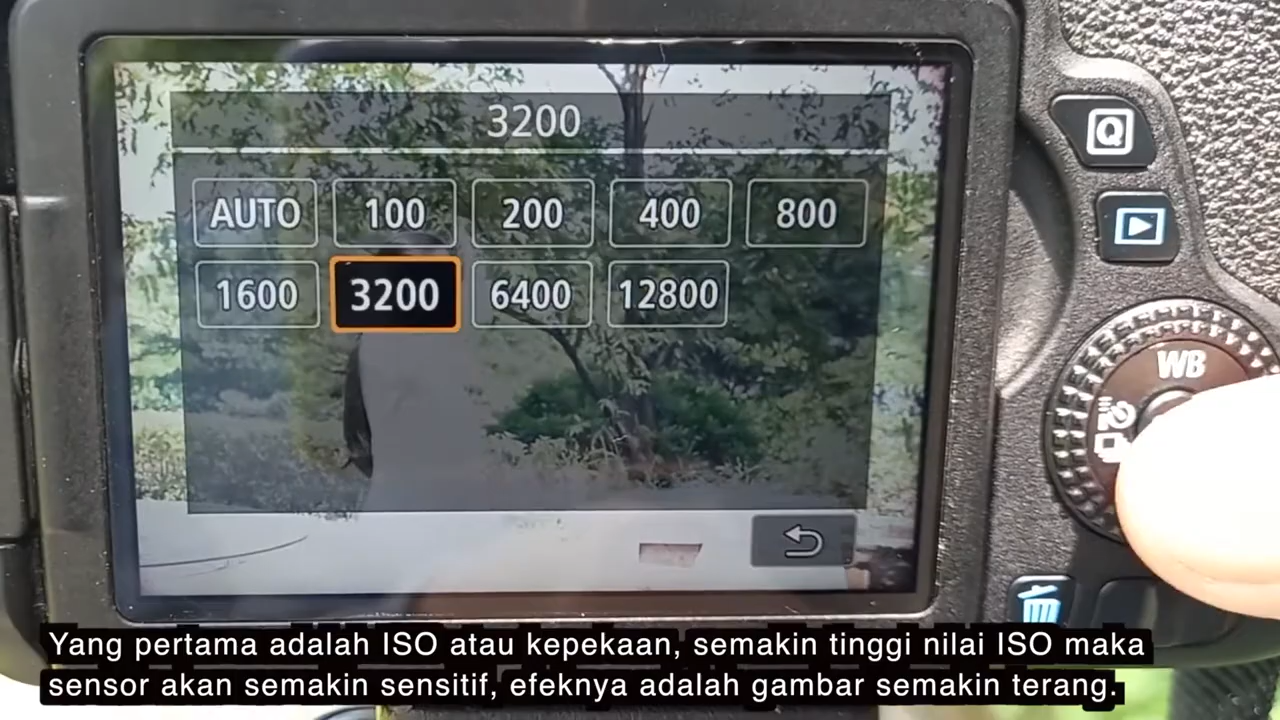 3200
AUTO 100 200 400 800
1600 3200 6400 12800
Q
WB
Yang pertama adalah ISO atau kepekaan, semakin tinggi nilai ISO maka
sensor akan semakin sensitif, efeknya adalah gambar semakin terang.